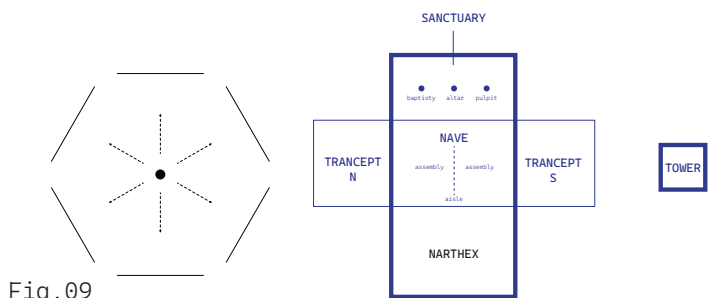 SANCTUARY
baptisty altar pulpit
NAVE
TRANCEPT
N
assembly assembly
TRANCEPT
S
TOWER
aisle
NARTHEX
Fig.09